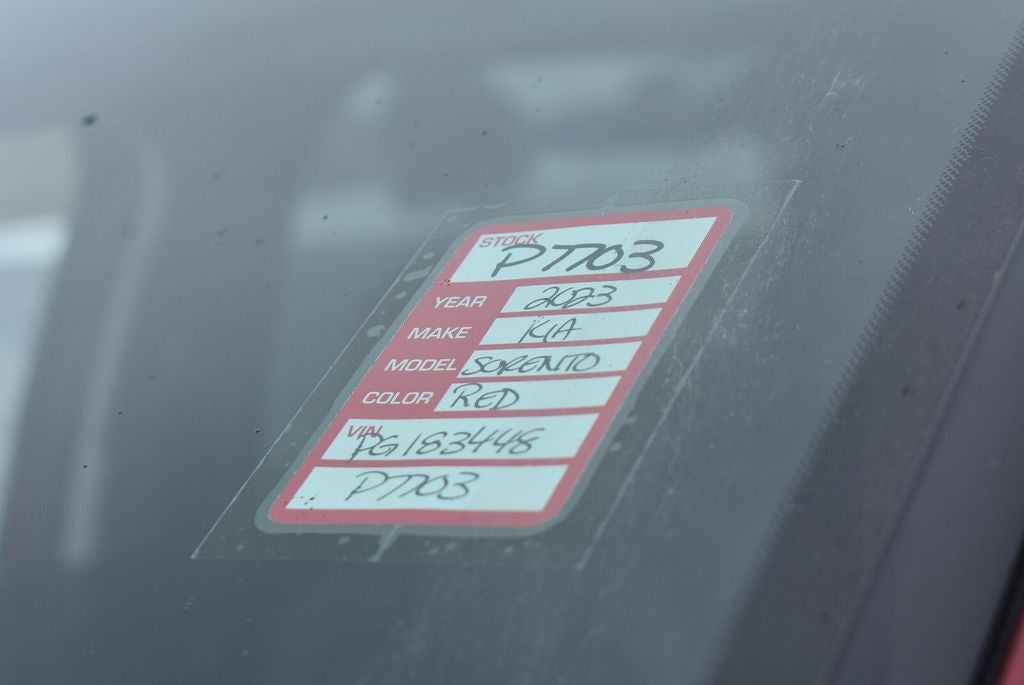 STOCK P7703
YEAR 2023
MAKE KIA
MODEL SORENTO
COLOR RED
VIN PG183448
P7703